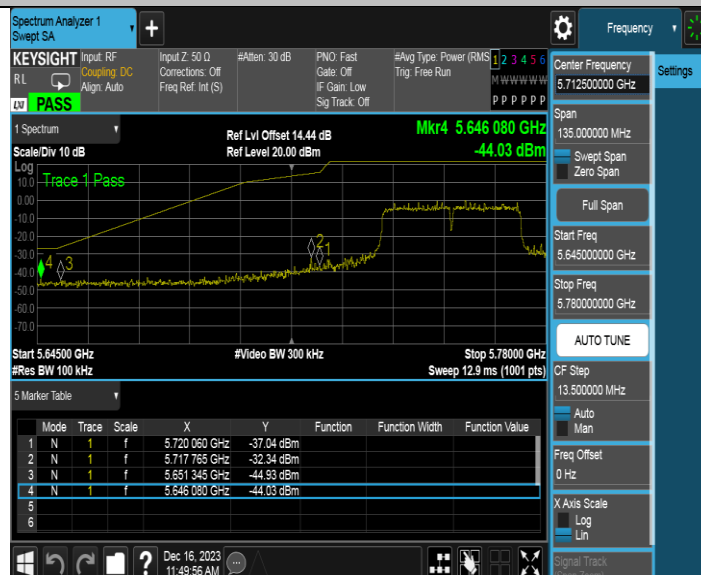 Spectrum Analyzer 1
Swept SA
+
Frequency
KEYSIGHT
RL
LXI PASS
Input: RF
Coupling: DC
Align: Auto
Input Z: 50 Ω
Corrections: Off
Freq Ref: Int (S)
#Atten: 30 dB
PNO: Fast
Gate: Off
IF Gain: Low
Sig Track: Off
#Avg Type: Power (RMS
Trig: Free Run
1 2 3 4 5 6
M W W W W W
P P P P P P
1 Spectrum
Scale/Div 10 dB
Ref Lvl Offset 14.44 dB
Ref Level 20.00 dBm
Mkr4 5.646 080 GHz
-44.03 dBm
Log
Trace 1 Pass
10.0
0.00
-10.0
-20.0
-30.0
-40.0
-50.0
-60.0
-70.0
4
3
2
1
Start 5.64500 GHz
#Res BW 100 kHz
#Video BW 300 kHz
Stop 5.78000 GHz
Sweep 12.9 ms (1001 pts)
5 Marker Table
Mode Trace Scale X Y Function Function Width Function Value
1 N 1 f 5.720 060 GHz -37.04 dBm
2 N 1 f 5.717 765 GHz -32.34 dBm
3 N 1 f 5.651 345 GHz -44.93 dBm
4 N 1 f 5.646 080 GHz -44.03 dBm
5
6
?
Dec 16, 2023
11:49:56 AM
Center Frequency
5.712500000 GHz
Settings
Span
135.000000 MHz
Swept Span
Zero Span
Full Span
Start Freq
5.645000000 GHz
Stop Freq
5.780000000 GHz
AUTO TUNE
CF Step
13.500000 MHz
Auto
Man
Freq Offset
0 Hz
X Axis Scale
Log
Lin
Signal Track